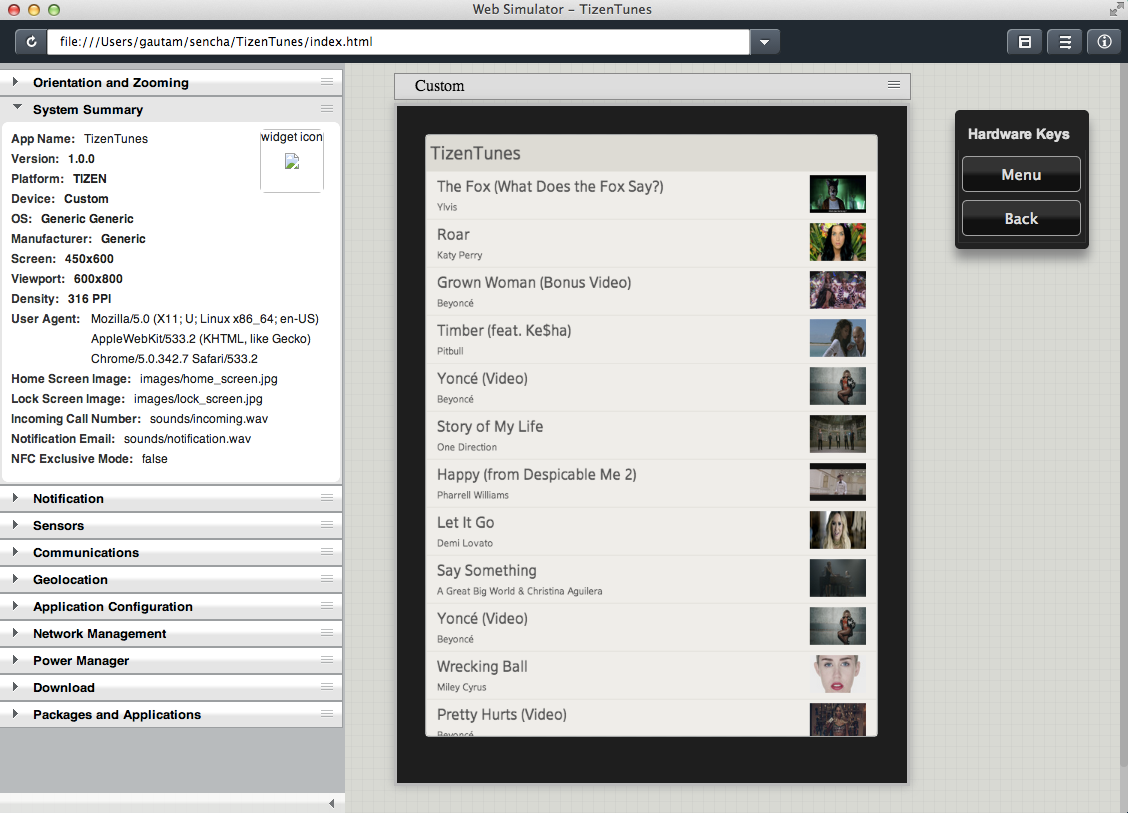 Web Simulator – TizenTunes
file:///Users/gautam/sencha/TizenTunes/index.html
Orientation and Zooming
System Summary
App Name: TizenTunes
widget icon
Version: 1.0.0
Platform: TIZEN
Device: Custom
OS: Generic Generic
Manufacturer: Generic
Screen: 450x600
Viewport: 600x800
Density: 316 PPI
User Agent: Mozilla/5.0 (X11; U; Linux x86_64; en-US)
AppleWebKit/533.2 (KHTML, like Gecko)
Chrome/5.0.342.7 Safari/533.2
Home Screen Image: images/home_screen.jpg
Lock Screen Image: images/lock_screen.jpg
Incoming Call Number: sounds/incoming.wav
Notification Email: sounds/notification.wav
NFC Exclusive Mode: false
Notification
Sensors
Communications
Geolocation
Application Configuration
Network Management
Power Manager
Download
Packages and Applications
Custom
TizenTunes
The Fox (What Does the Fox Say?)
Ylvis
Roar
Katy Perry
Grown Woman (Bonus Video)
Beyoncé
Timber (feat. Ke$ha)
Pitbull
Yoncé (Video)
Beyoncé
Story of My Life
One Direction
Happy (from Despicable Me 2)
Pharrell Williams
Let It Go
Demi Lovato
Say Something
A Great Big World & Christina Aguilera
Yoncé (Video)
Beyoncé
Wrecking Ball
Miley Cyrus
Pretty Hurts (Video)
Beyoncé
Hardware Keys
Menu
Back